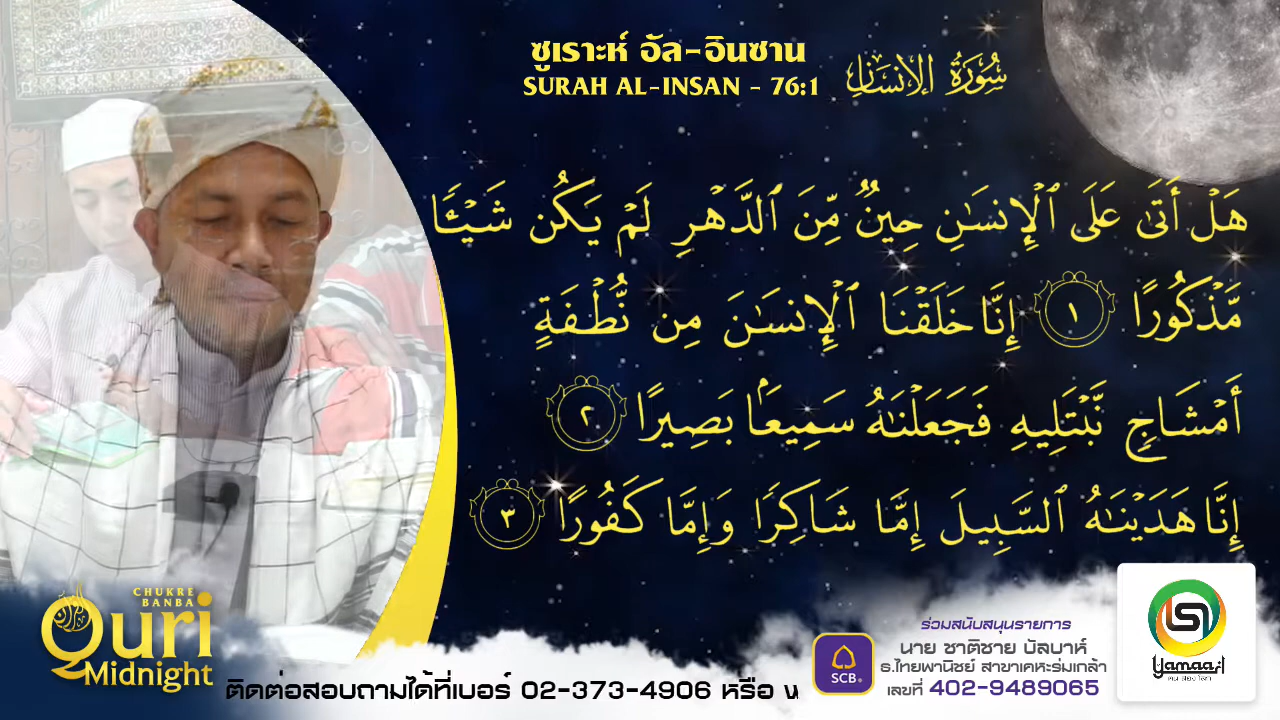 ซูเราะห์ อัล-อินซาน
SURAH AL-INSAN - 76:1
سُورَةُ الإِنسَانِ
هَلْ أَتَىٰ عَلَى ٱلْإِنسَٰنِ حِينٌ مِّنَ ٱلدَّهْرِ لَمْ يَكُن شَيْـًٔا
مَّذْكُورًا ١ إِنَّا خَلَقْنَا ٱلْإِنسَٰنَ مِن نُّطْفَةٍ
أَمْشَاجٍ نَّبْتَلِيهِ فَجَعَلْنَٰهُ سَمِيعًۢا بَصِيرًا ٢
إِنَّا هَدَيْنَٰهُ ٱلسَّبِيلَ إِمَّا شَاكِرًا وَإِمَّا كَفُورًا ٣
CHUKRE
BANBA
Quri
Midnight
ติดต่อสอบถามได้ที่เบอร์ 02-373-4906 หรือ
SCB
ร่วมสนับสนุนรายการ
นาย ชาติชาย บัลบาห์
ธ.ไทยพานิชย์ สาขาเคหะร่มเกล้า
เลขที่ 402-9489065
Yamaai